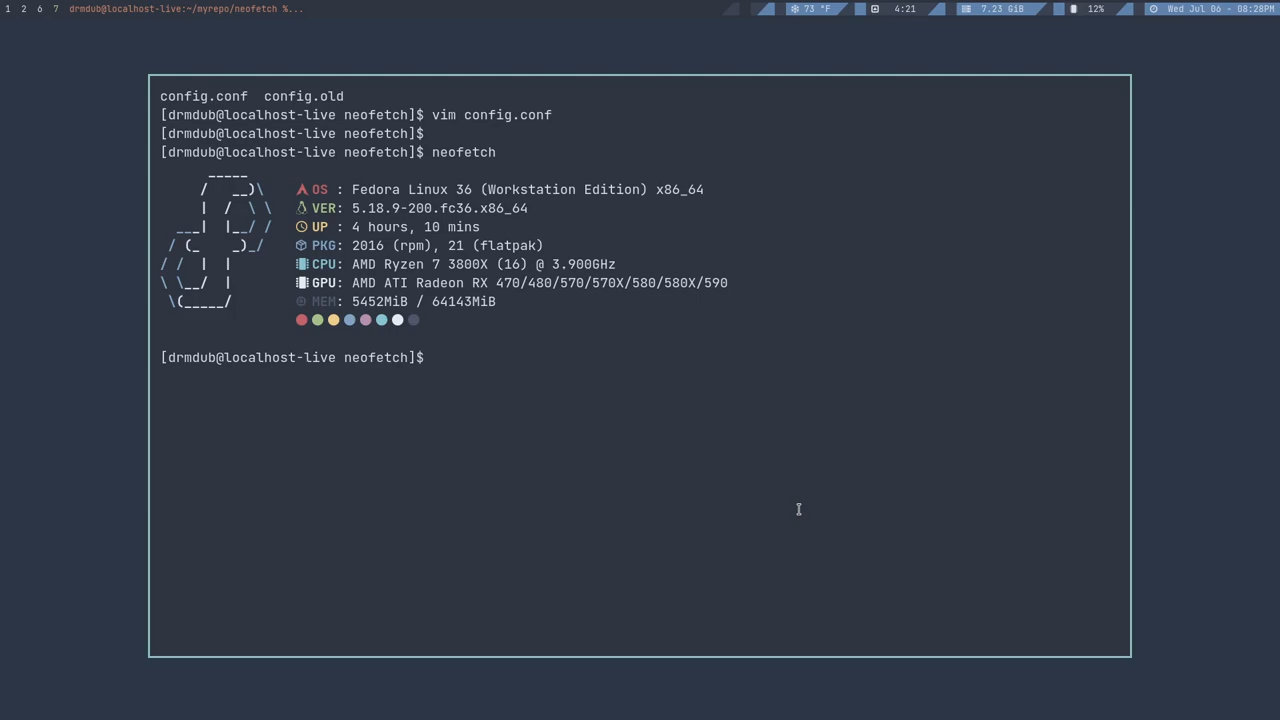 1 2 6 7 drmdub@localhost-live:~/myrepo/neofetch %... 73 °F 4:21 7.23 GiB 12% Wed Jul 06 - 08:28PM
config.conf  config.old
[drmdub@localhost-live neofetch]$ vim config.conf
[drmdub@localhost-live neofetch]$
[drmdub@localhost-live neofetch]$ neofetch
OS : Fedora Linux 36 (Workstation Edition) x86_64
VER: 5.18.9-200.fc36.x86_64
UP : 4 hours, 10 mins
PKG: 2016 (rpm), 21 (flatpak)
CPU: AMD Ryzen 7 3800X (16) @ 3.900GHz
GPU: AMD ATI Radeon RX 470/480/570/570X/580/580X/590
MEM: 5452MiB / 64143MiB
[drmdub@localhost-live neofetch]$